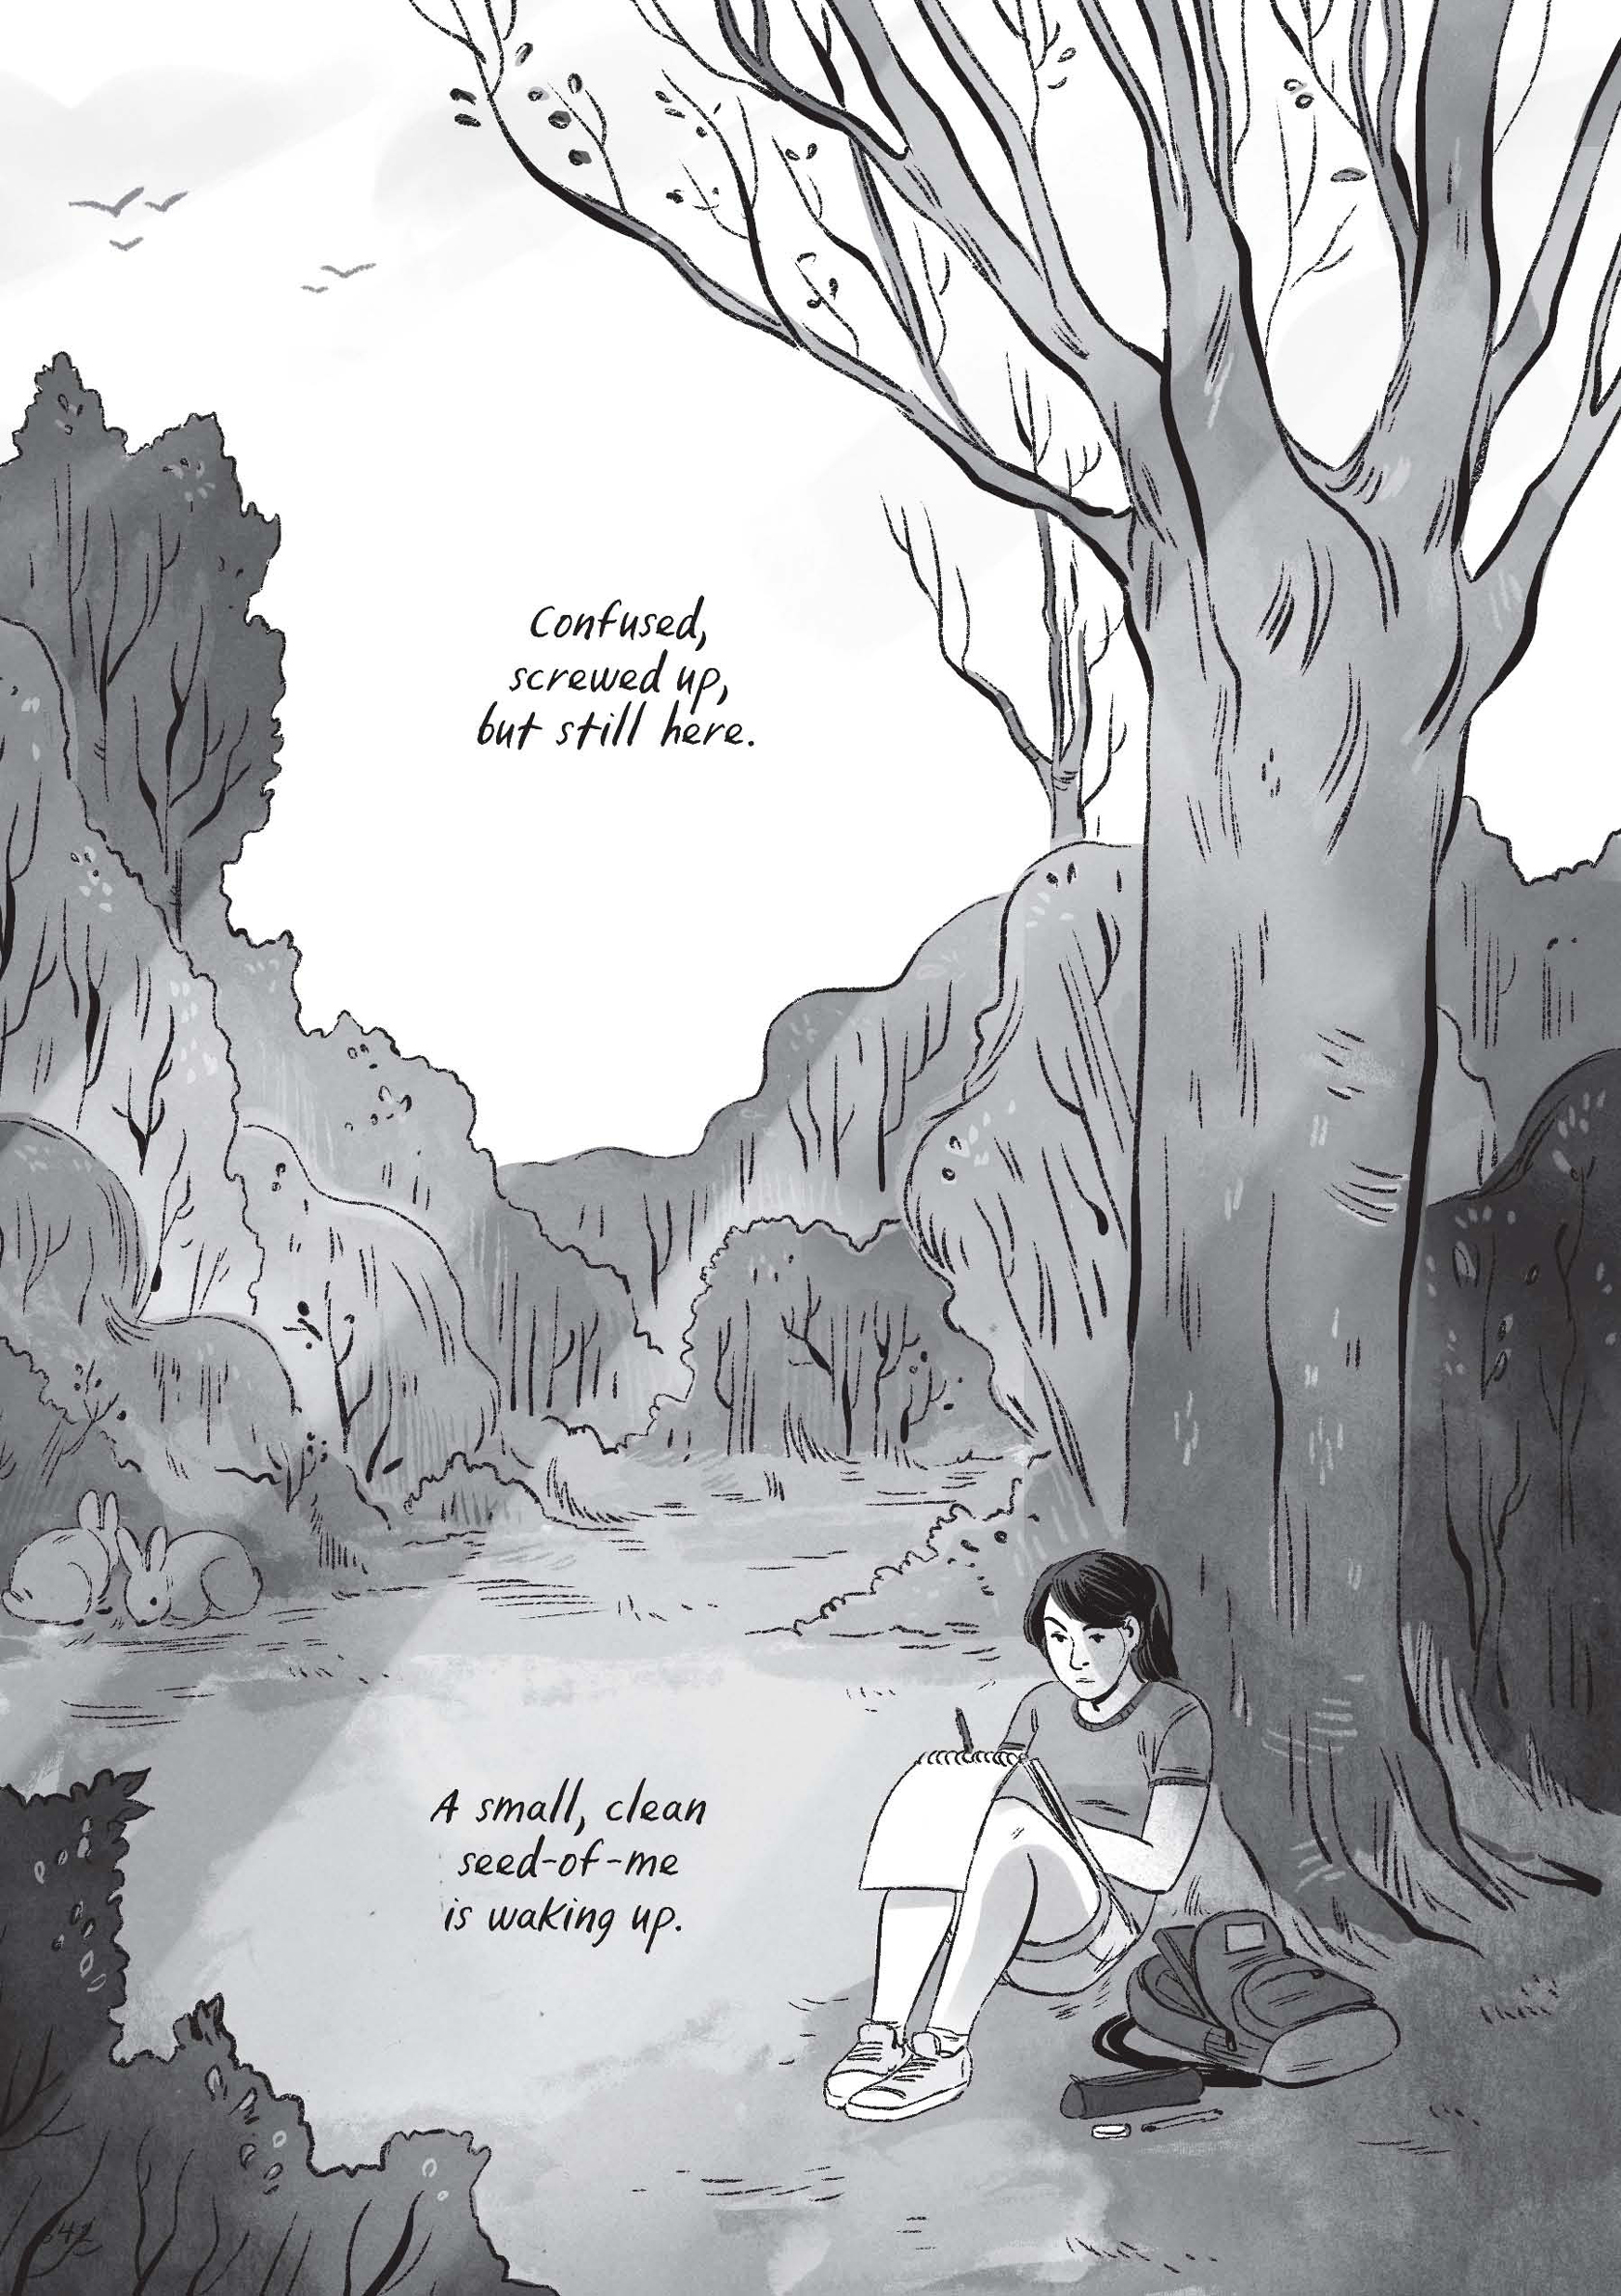 Confused,
screwed up,
but still here.
A small, clean
seed-of-me
is waking up.